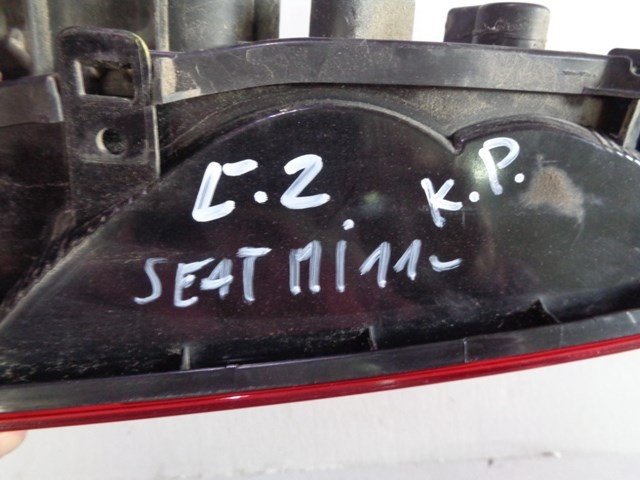 L.2. K.P.
SEAT MI 11~